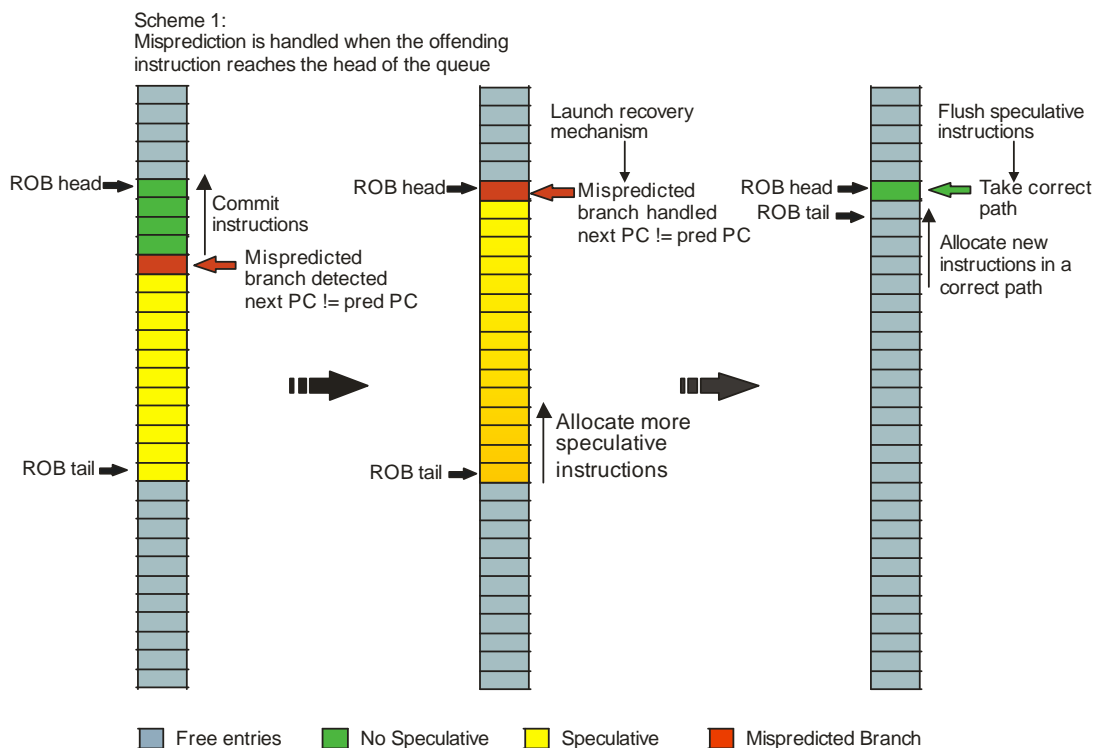 Scheme 1:
Misprediction is handled when the offending
instruction reaches the head of the queue
ROB head
Commit
instructions
Mispredicted
branch detected
next PC != pred PC
ROB tail
Launch recovery
mechanism
ROB head
Mispredicted
branch handled
next PC != pred PC
Allocate more
speculative
instructions
ROB tail
Flush speculative
instructions
ROB head
ROB tail
Take correct
path
Allocate new
instructions in a
correct path
Free entries
No Speculative
Speculative
Mispredicted Branch